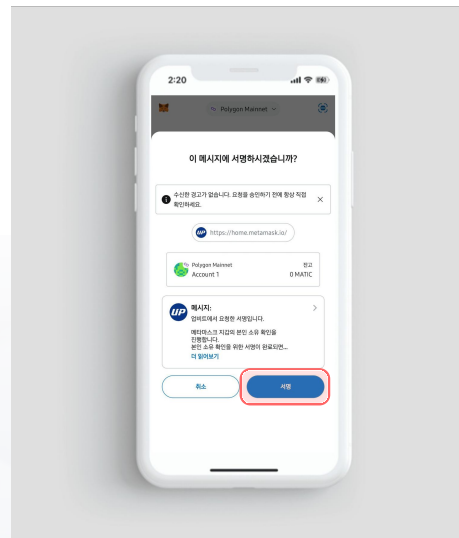 2:20
Polygon Mainnet
이 메시지에 서명하시겠습니까?
수신한 경고가 없습니다. 요청을 승인하기 전에 항상 직접
확인하세요.
UP https://home.metamask.io/
Polygon Mainnet 잔고
Account 1 0 MATIC
UP 메시지:
업비트에서 요청한 서명입니다.
메타마스크 지갑의 본인 소유 확인을
진행합니다.
본인 소유 확인을 위한 서명이 완료되면...
더 읽어보기
취소 서명